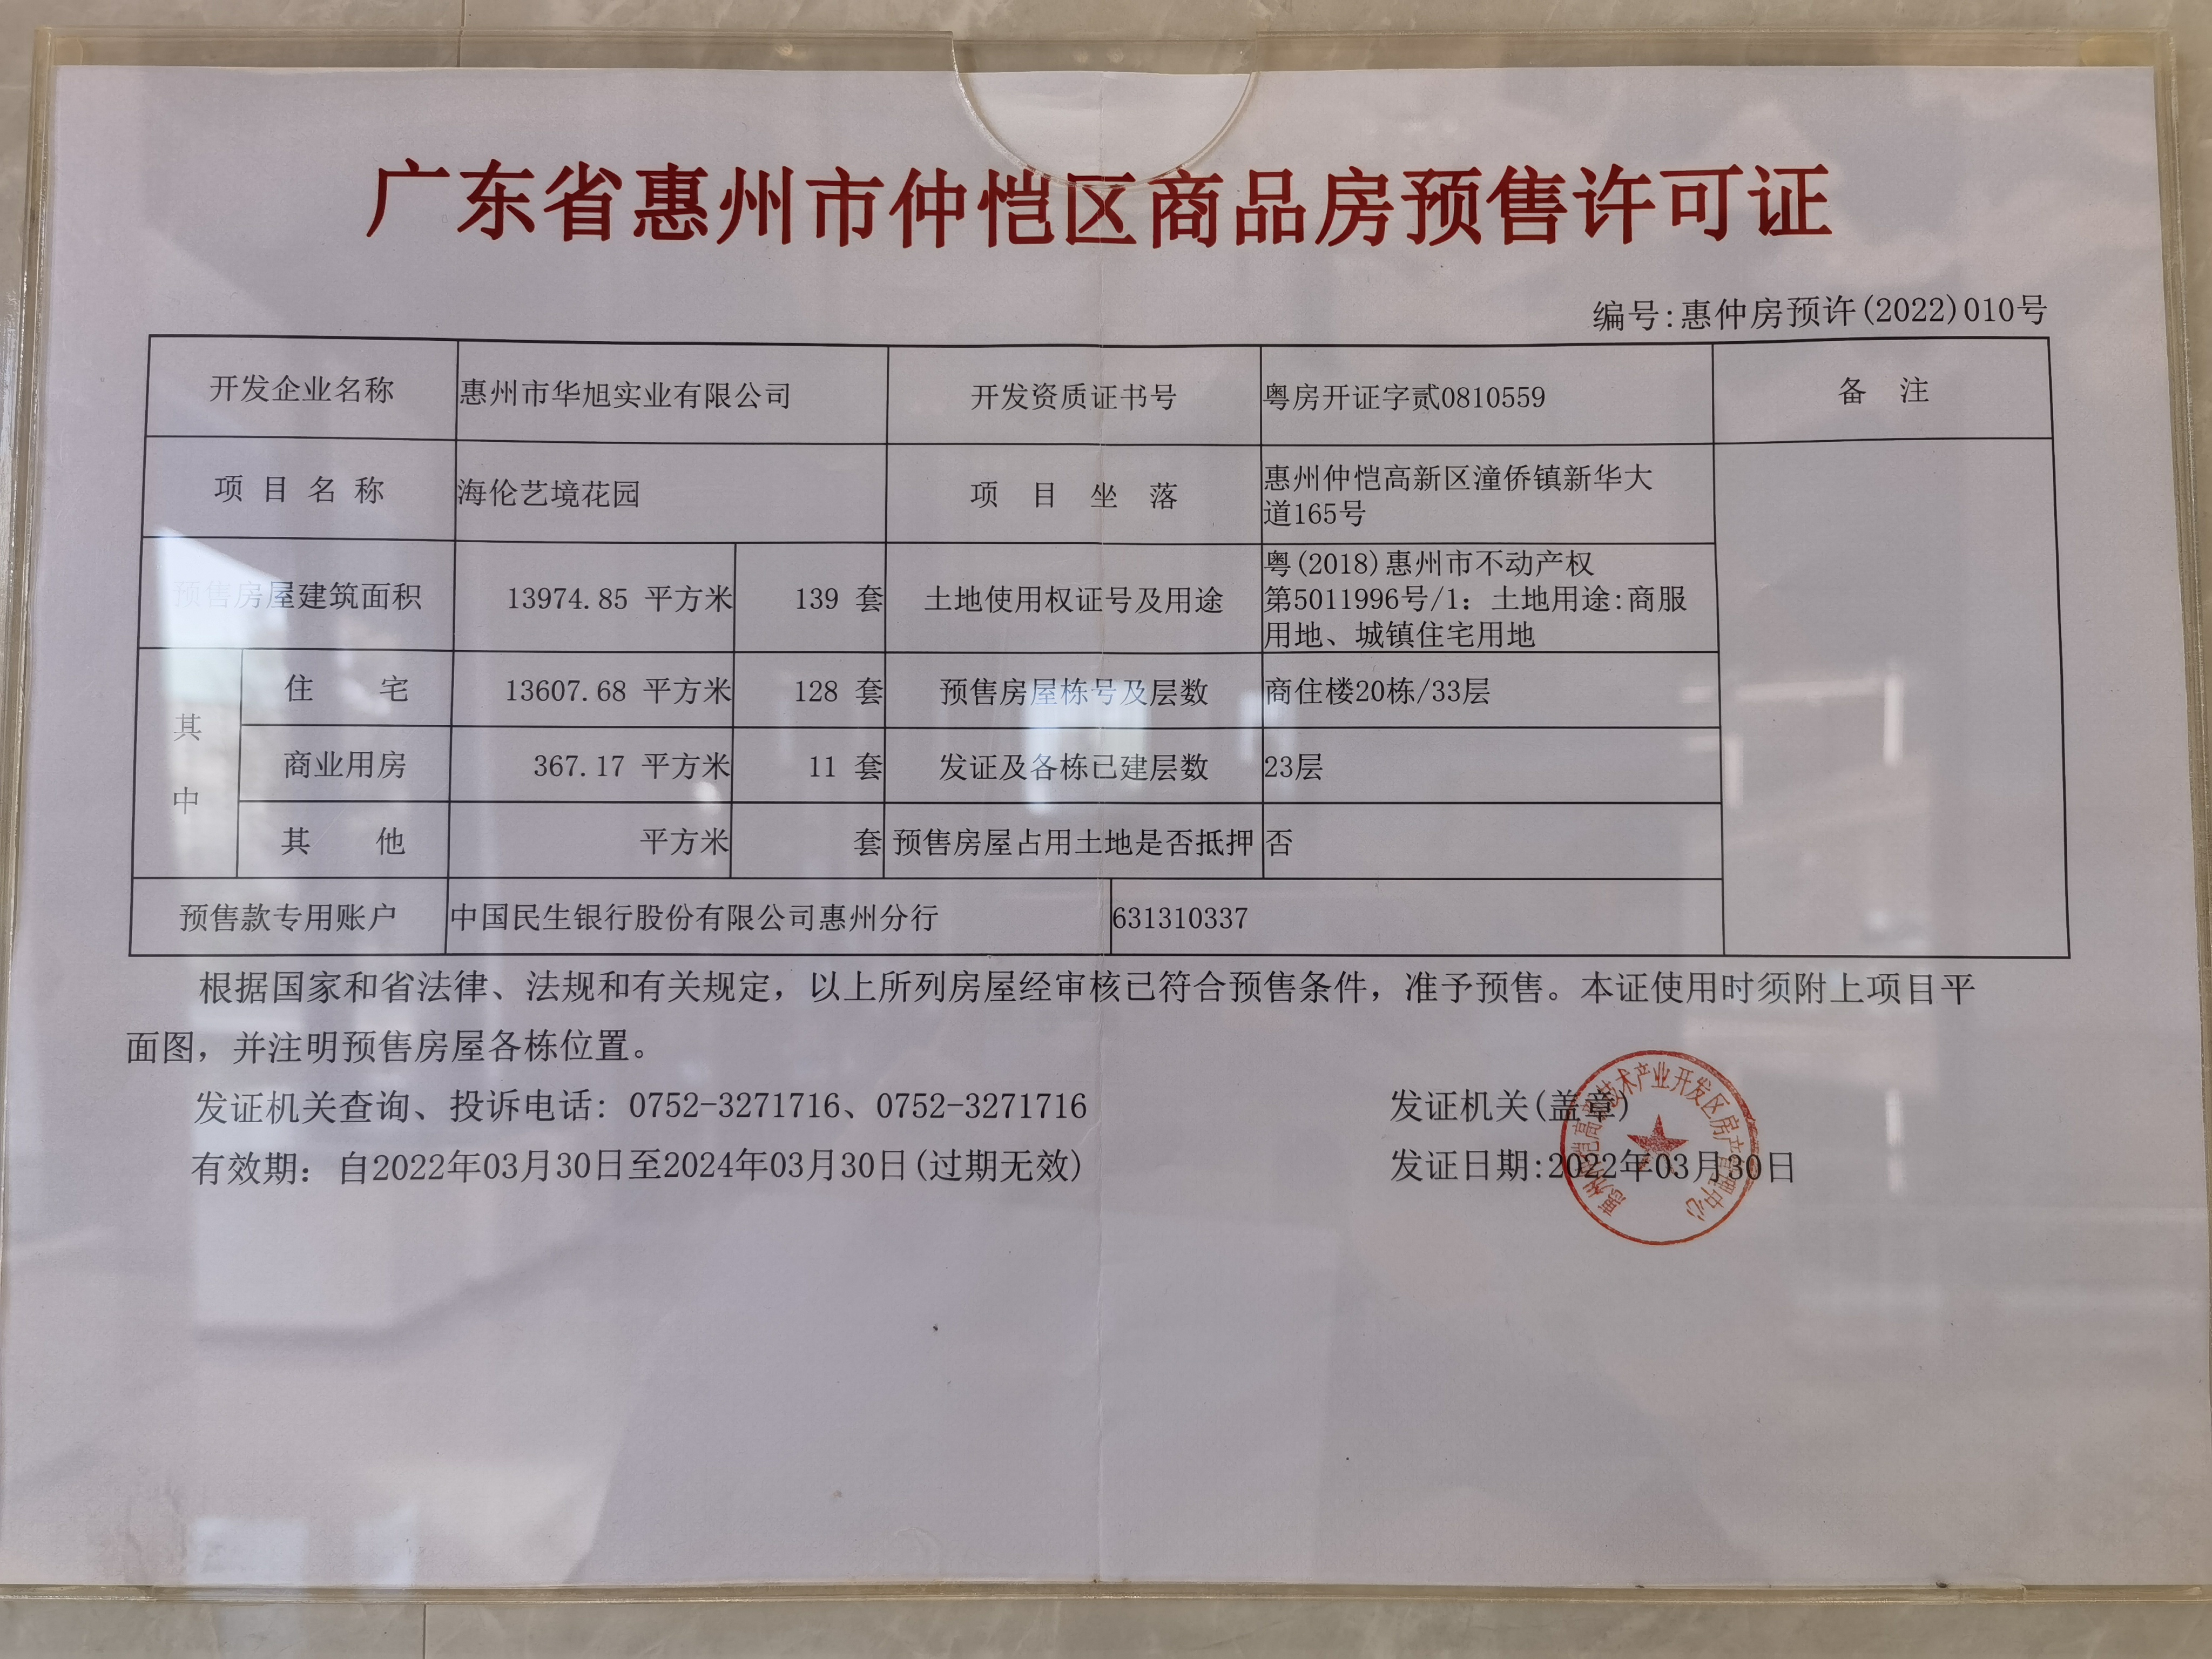 广东省惠州市仲恺区商品房预售许可证
编号:惠仲房预许(2022)010号
开发企业名称 惠州市华旭实业有限公司 开发资质证书号 粤房开证字贰0810559 备 注
项 目 名 称 海伦艺境花园 项 目 坐 落 惠州仲恺高新区潼侨镇新华大
道165号
预售房屋建筑面积 13974.85 平方米 139 套 土地使用权证号及用途 粤(2018)惠州市不动产权
第5011996号/1：土地用途:商服
用地、城镇住宅用地
其中
住 宅 13607.68 平方米 128 套 预售房屋栋号及层数 商住楼20栋/33层
商业用房 367.17 平方米 11 套 发证及各栋已建层数 23层
其 他 平方米 套 预售房屋占用土地是否抵押 否
预售款专用账户 中国民生银行股份有限公司惠州分行 631310337
根据国家和省法律、法规和有关规定，以上所列房屋经审核已符合预售条件，准予预售。本证使用时须附上项目平
面图，并注明预售房屋各栋位置。
发证机关查询、投诉电话：0752-3271716、0752-3271716
发证机关(盖章)
有效期：自2022年03月30日至2024年03月30日(过期无效)
发证日期:2022年03月30日
惠州仲恺高新技术产业开发区房产管理中心